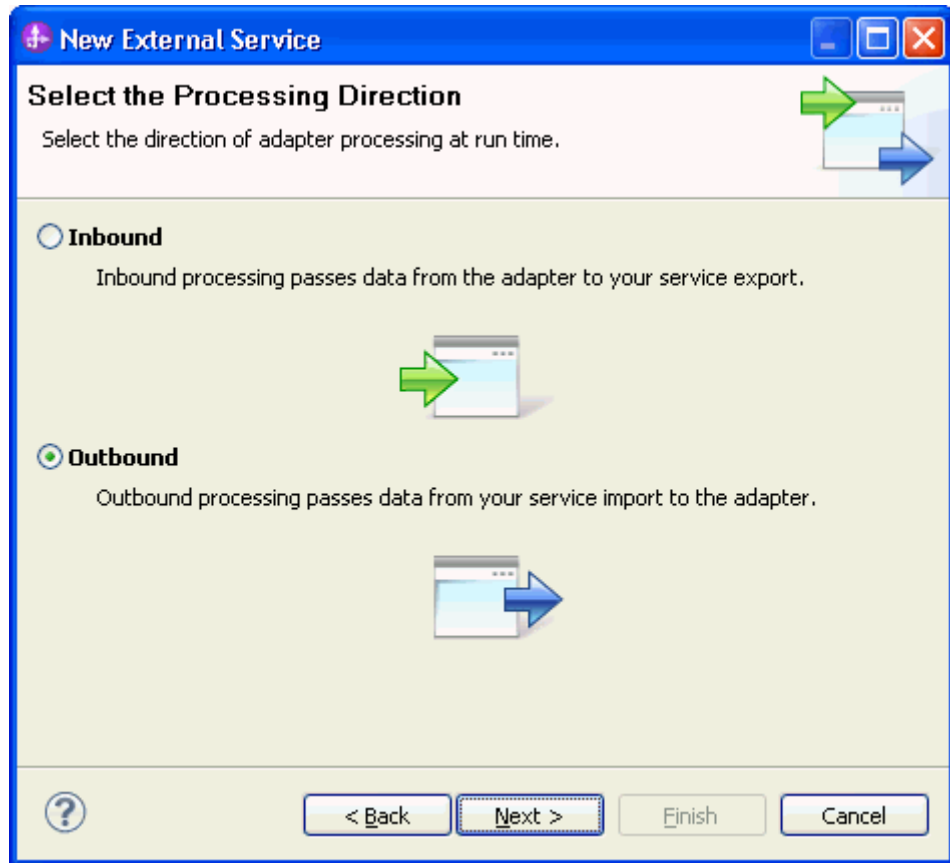 New External Service
Select the Processing Direction
Select the direction of adapter processing at run time.
Inbound
Inbound processing passes data from the adapter to your service export.
Outbound
Outbound processing passes data from your service import to the adapter.
? < Back Next > Finish Cancel